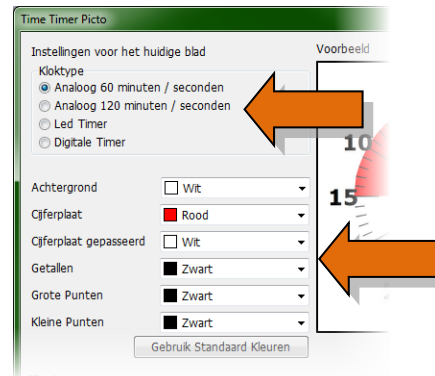 Time Timer Picto
Instellingen voor het huidige blad
Kloktype
Analoog 60 minuten / seconden
Analoog 120 minuten / seconden
Led Timer
Digitale Timer
Achtergrond Wit
Cijferplaat Rood
Cijferplaat gepasseerd Wit
Getallen Zwart
Grote Punten Zwart
Kleine Punten Zwart
Gebruik Standaard Kleuren
Voorbeeld
10
15